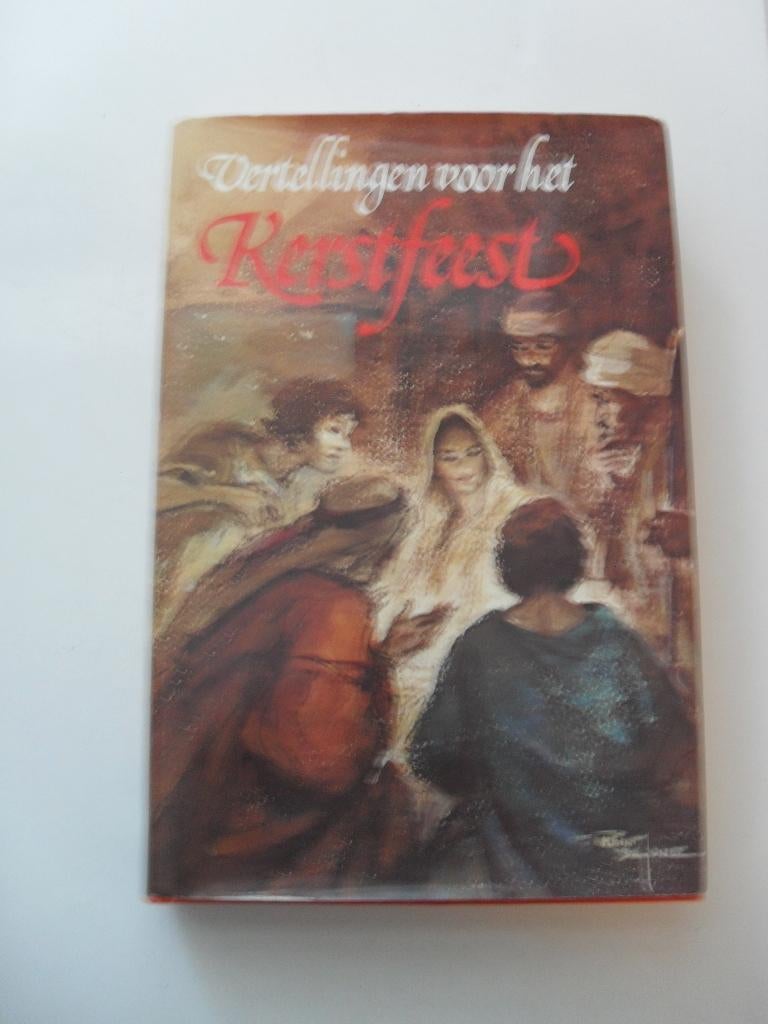 Vertellingen voor het
Kerstfeest